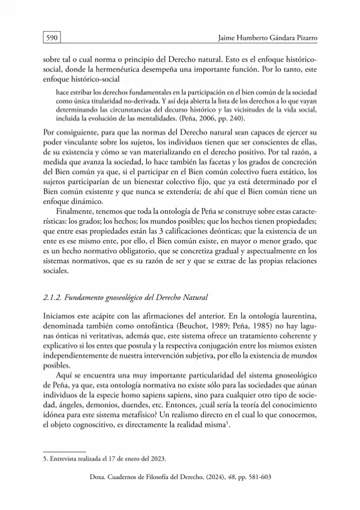 590
Jaime Humberto Gándara Pizarro
sobre tal o cual norma o principio del Derecho natural. Esto es el enfoque histórico-
social, donde la hermenéutica desempeña una importante función. Por lo tanto, este
enfoque histórico-social
hace estribar los derechos fundamentales en la participación en el bien común de la sociedad
como única titularidad no-derivada. Y así deja abierta la lista de los derechos a lo que vayan
determinando las circunstancias del decurso histórico y las vicisitudes de la vida social,
incluida la evolución de las mentalidades. (Peña, 2006, pp. 240).
Por consiguiente, para que las normas del Derecho natural sean capaces de ejercer su
poder vinculante sobre los sujetos, los individuos tienen que ser conscientes de ellas,
de su existencia y cómo se van materializando en el derecho positivo. Por tal razón, a
medida que avanza la sociedad, lo hace también las facetas y los grados de concreción
del Bien común ya que, si el participar en el Bien común colectivo fuera estático, los
sujetos participarían de un bienestar colectivo fijo, que ya está determinado por el
Bien común existente y que nunca se extendería; de ahí que el Bien común tiene un
enfoque dinámico.
Finalmente, tenemos que toda la ontología de Peña se construye sobre estas caracte-
rísticas: los grados; los hechos; los mundos posibles; que los hechos tienen propiedades;
que entre esas propiedades están las 3 calificaciones deónticas; que la existencia de un
ente es ese mismo ente, por ello, el Bien común existe, en mayor o menor grado, que
es un hecho normativo obligatorio, que se concretiza gradual y aspectualmente en los
sistemas normativos, que es su razón de ser y que se extrae de las propias relaciones
sociales.
2.1.2. Fundamento gnoseológico del Derecho Natural
Iniciamos este acápite con las afirmaciones del anterior. En la ontología laurentina,
denominada también como ontofántica (Beuchot, 1989; Peña, 1985) no hay lagu-
nas ónticas ni veritativas, además que, este sistema ofrece un tratamiento coherente y
explicativo si los entes que postula y la respectiva conjugación entre los mismos existen
independientemente de nuestra intervención subjetiva, por ello la existencia de mundos
posibles.
Aquí se encuentra una muy importante particularidad del sistema gnoseológico
de Peña, ya que, esta ontología normativa no existe sólo para las sociedades que aúnan
individuos de la especie homo sapiens sapiens, sino para cualquier otro tipo de socie-
dad, ángeles, demonios, duendes, etc. Entonces, ¿cuál sería la teoría del conocimiento
idónea para este sistema metafísico? Un realismo directo en el cual lo que conocemos,
el objeto cognoscitivo, es directamente la realidad misma⁵.
5. Entrevista realizada el 17 de enero del 2023.
Doxa. Cuadernos de Filosofía del Derecho, (2024), 48, pp. 581-603